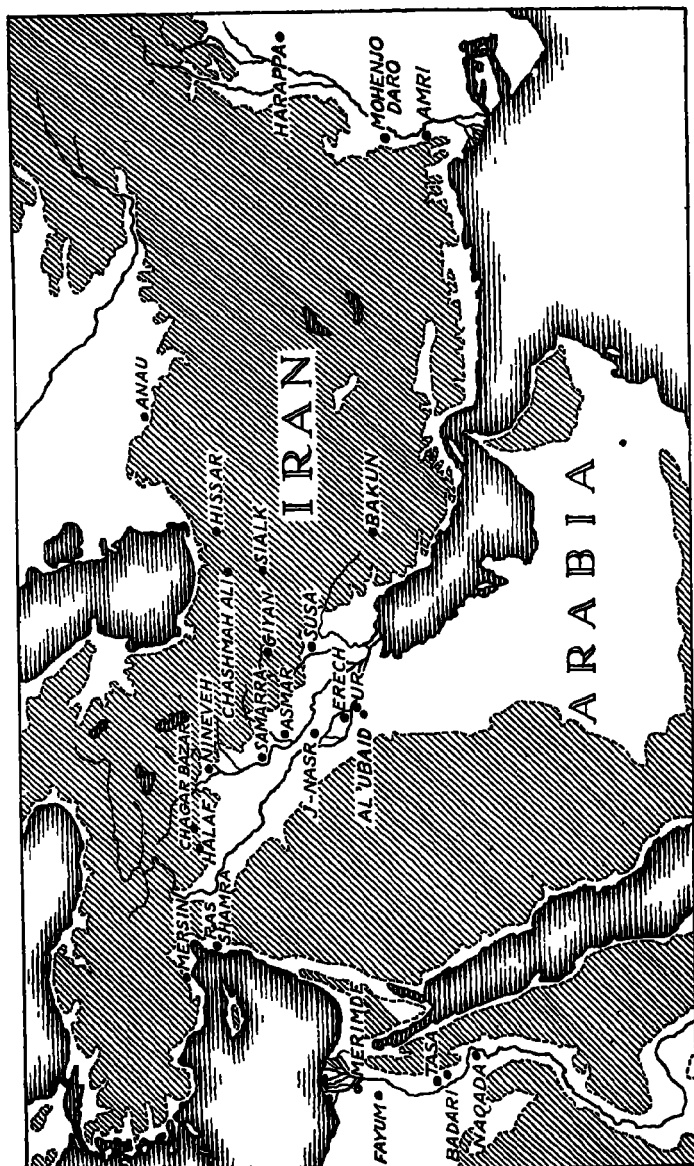 HARAPPA
MOHENJO
DARO
AMRI
ANAU
IRAN
HISSAR
CHASHMAH ALI
SIALK
GIYAN
BAKUN
SUSA
CHAGAR BAZAR
NINEVEH
HALAF
SAMARRA
ASMAR
J-NASR
ERECH
UR
AL 'UBAID
MERSIN
RAS
SHAMRA
ARABIA
MERIMDE
FAYUM
TASA
BADARI
NAQADA